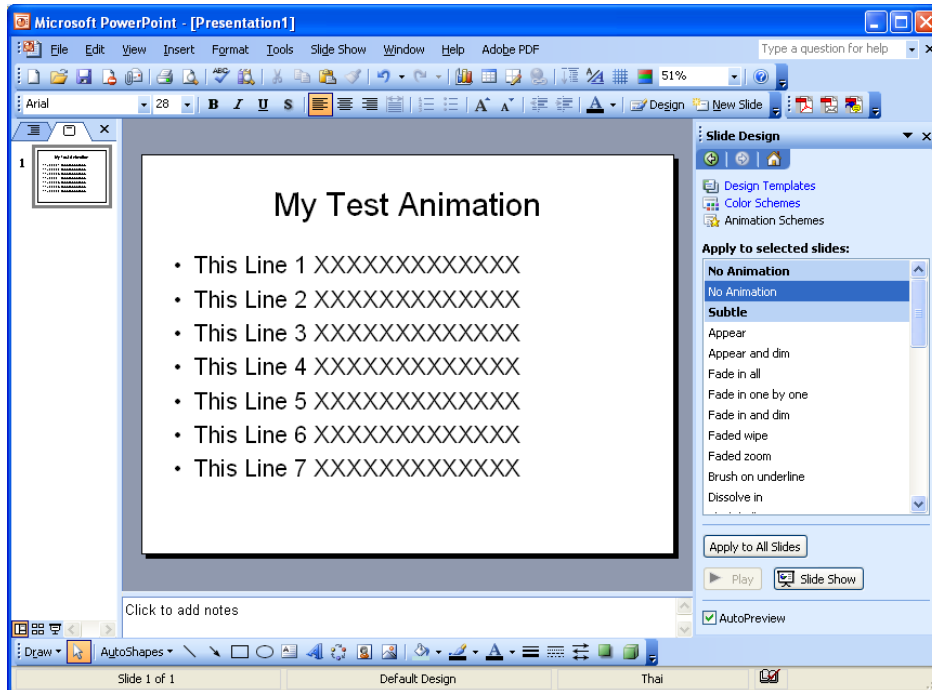 Microsoft PowerPoint - [Presentation1]
File Edit View Insert Format Tools Slide Show Window Help Adobe PDF Type a question for help
51%
Arial 28 B I U S A A A Design New Slide
Slide Design
1
Design Templates
Color Schemes
Animation Schemes
Apply to selected slides:
No Animation
No Animation
Subtle
Appear
Appear and dim
Fade in all
Fade in one by one
Fade in and dim
Faded wipe
Faded zoom
Brush on underline
Dissolve in
Apply to All Slides
Play Slide Show
AutoPreview
My Test Animation
• This Line 1 XXXXXXXXXXXXX
• This Line 2 XXXXXXXXXXXXX
• This Line 3 XXXXXXXXXXXXX
• This Line 4 XXXXXXXXXXXXX
• This Line 5 XXXXXXXXXXXXX
• This Line 6 XXXXXXXXXXXXX
• This Line 7 XXXXXXXXXXXXX
Click to add notes
Draw AutoShapes A
Slide 1 of 1 Default Design Thai